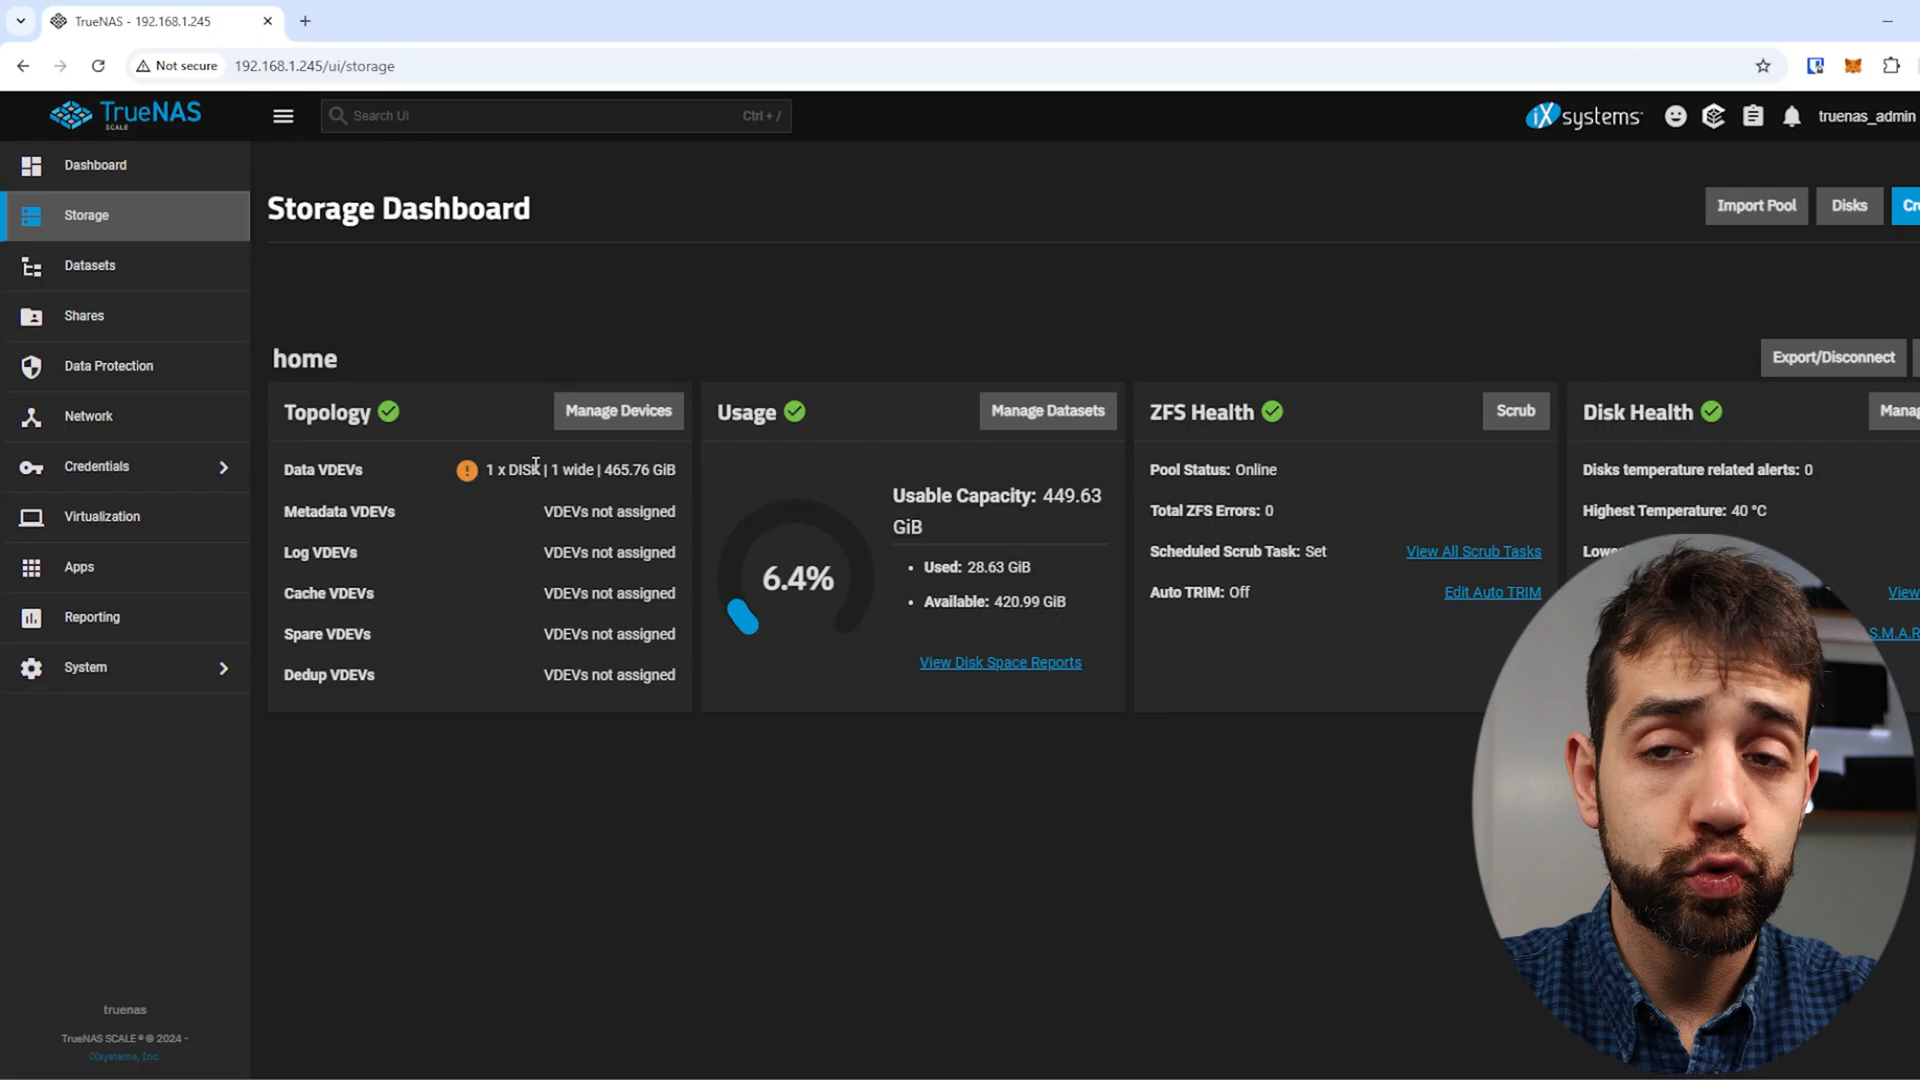 TrueNAS - 192.168.1.245
Not secure 192.168.1.245/ui/storage
TrueNAS
SCALE
Search UI Ctrl + /
iXsystems
truenas_admin
Dashboard
Storage
Datasets
Shares
Data Protection
Network
Credentials
Virtualization
Apps
Reporting
System
truenas
TrueNAS SCALE ® © 2024 -
iXsystems, Inc.
Storage Dashboard
Import Pool Disks Cr
home
Export/Disconnect
Topology Manage Devices
Data VDEVs 1 x DISK | 1 wide | 465.76 GiB
Metadata VDEVs VDEVs not assigned
Log VDEVs VDEVs not assigned
Cache VDEVs VDEVs not assigned
Spare VDEVs VDEVs not assigned
Dedup VDEVs VDEVs not assigned
Usage Manage Datasets
6.4%
Usable Capacity: 449.63
GiB
Used: 28.63 GiB
Available: 420.99 GiB
View Disk Space Reports
ZFS Health Scrub
Pool Status: Online
Total ZFS Errors: 0
Scheduled Scrub Task: Set View All Scrub Tasks
Auto TRIM: Off Edit Auto TRIM
Disk Health Manag
Disks temperature related alerts: 0
Highest Temperature: 40 °C
Lowe
View
S.M.A.R